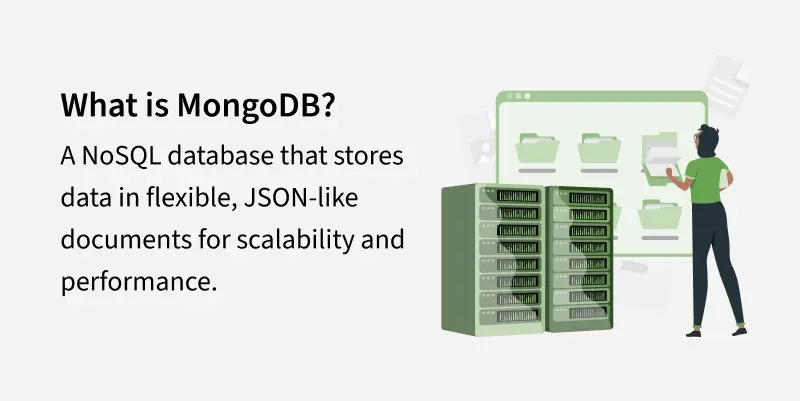 What is MongoDB?
A NoSQL database that stores
data in flexible, JSON-like
documents for scalability and
performance.